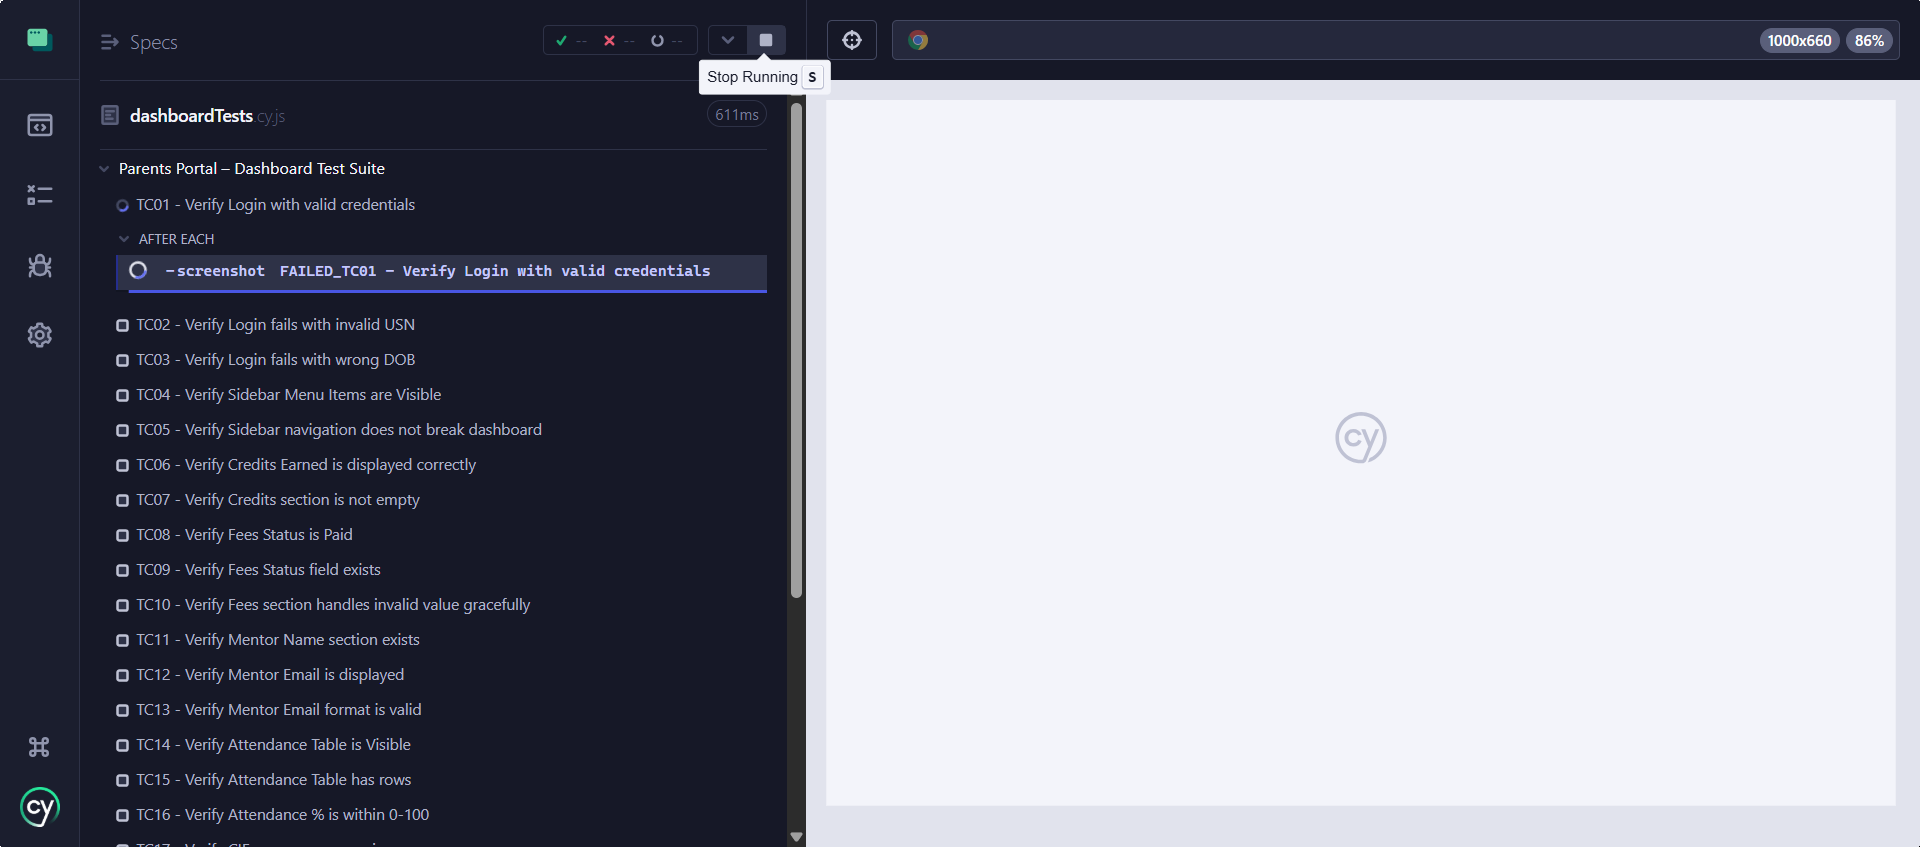 Specs
-- -- --
Stop Running S
1000x660 86%
dashboardTests.cy.js 611ms
Parents Portal – Dashboard Test Suite
TC01 - Verify Login with valid credentials
AFTER EACH
-screenshot FAILED_TC01 - Verify Login with valid credentials
TC02 - Verify Login fails with invalid USN
TC03 - Verify Login fails with wrong DOB
TC04 - Verify Sidebar Menu Items are Visible
TC05 - Verify Sidebar navigation does not break dashboard
TC06 - Verify Credits Earned is displayed correctly
TC07 - Verify Credits section is not empty
TC08 - Verify Fees Status is Paid
TC09 - Verify Fees Status field exists
TC10 - Verify Fees section handles invalid value gracefully
TC11 - Verify Mentor Name section exists
TC12 - Verify Mentor Email is displayed
TC13 - Verify Mentor Email format is valid
TC14 - Verify Attendance Table is Visible
TC15 - Verify Attendance Table has rows
TC16 - Verify Attendance % is within 0-100
cy
cy